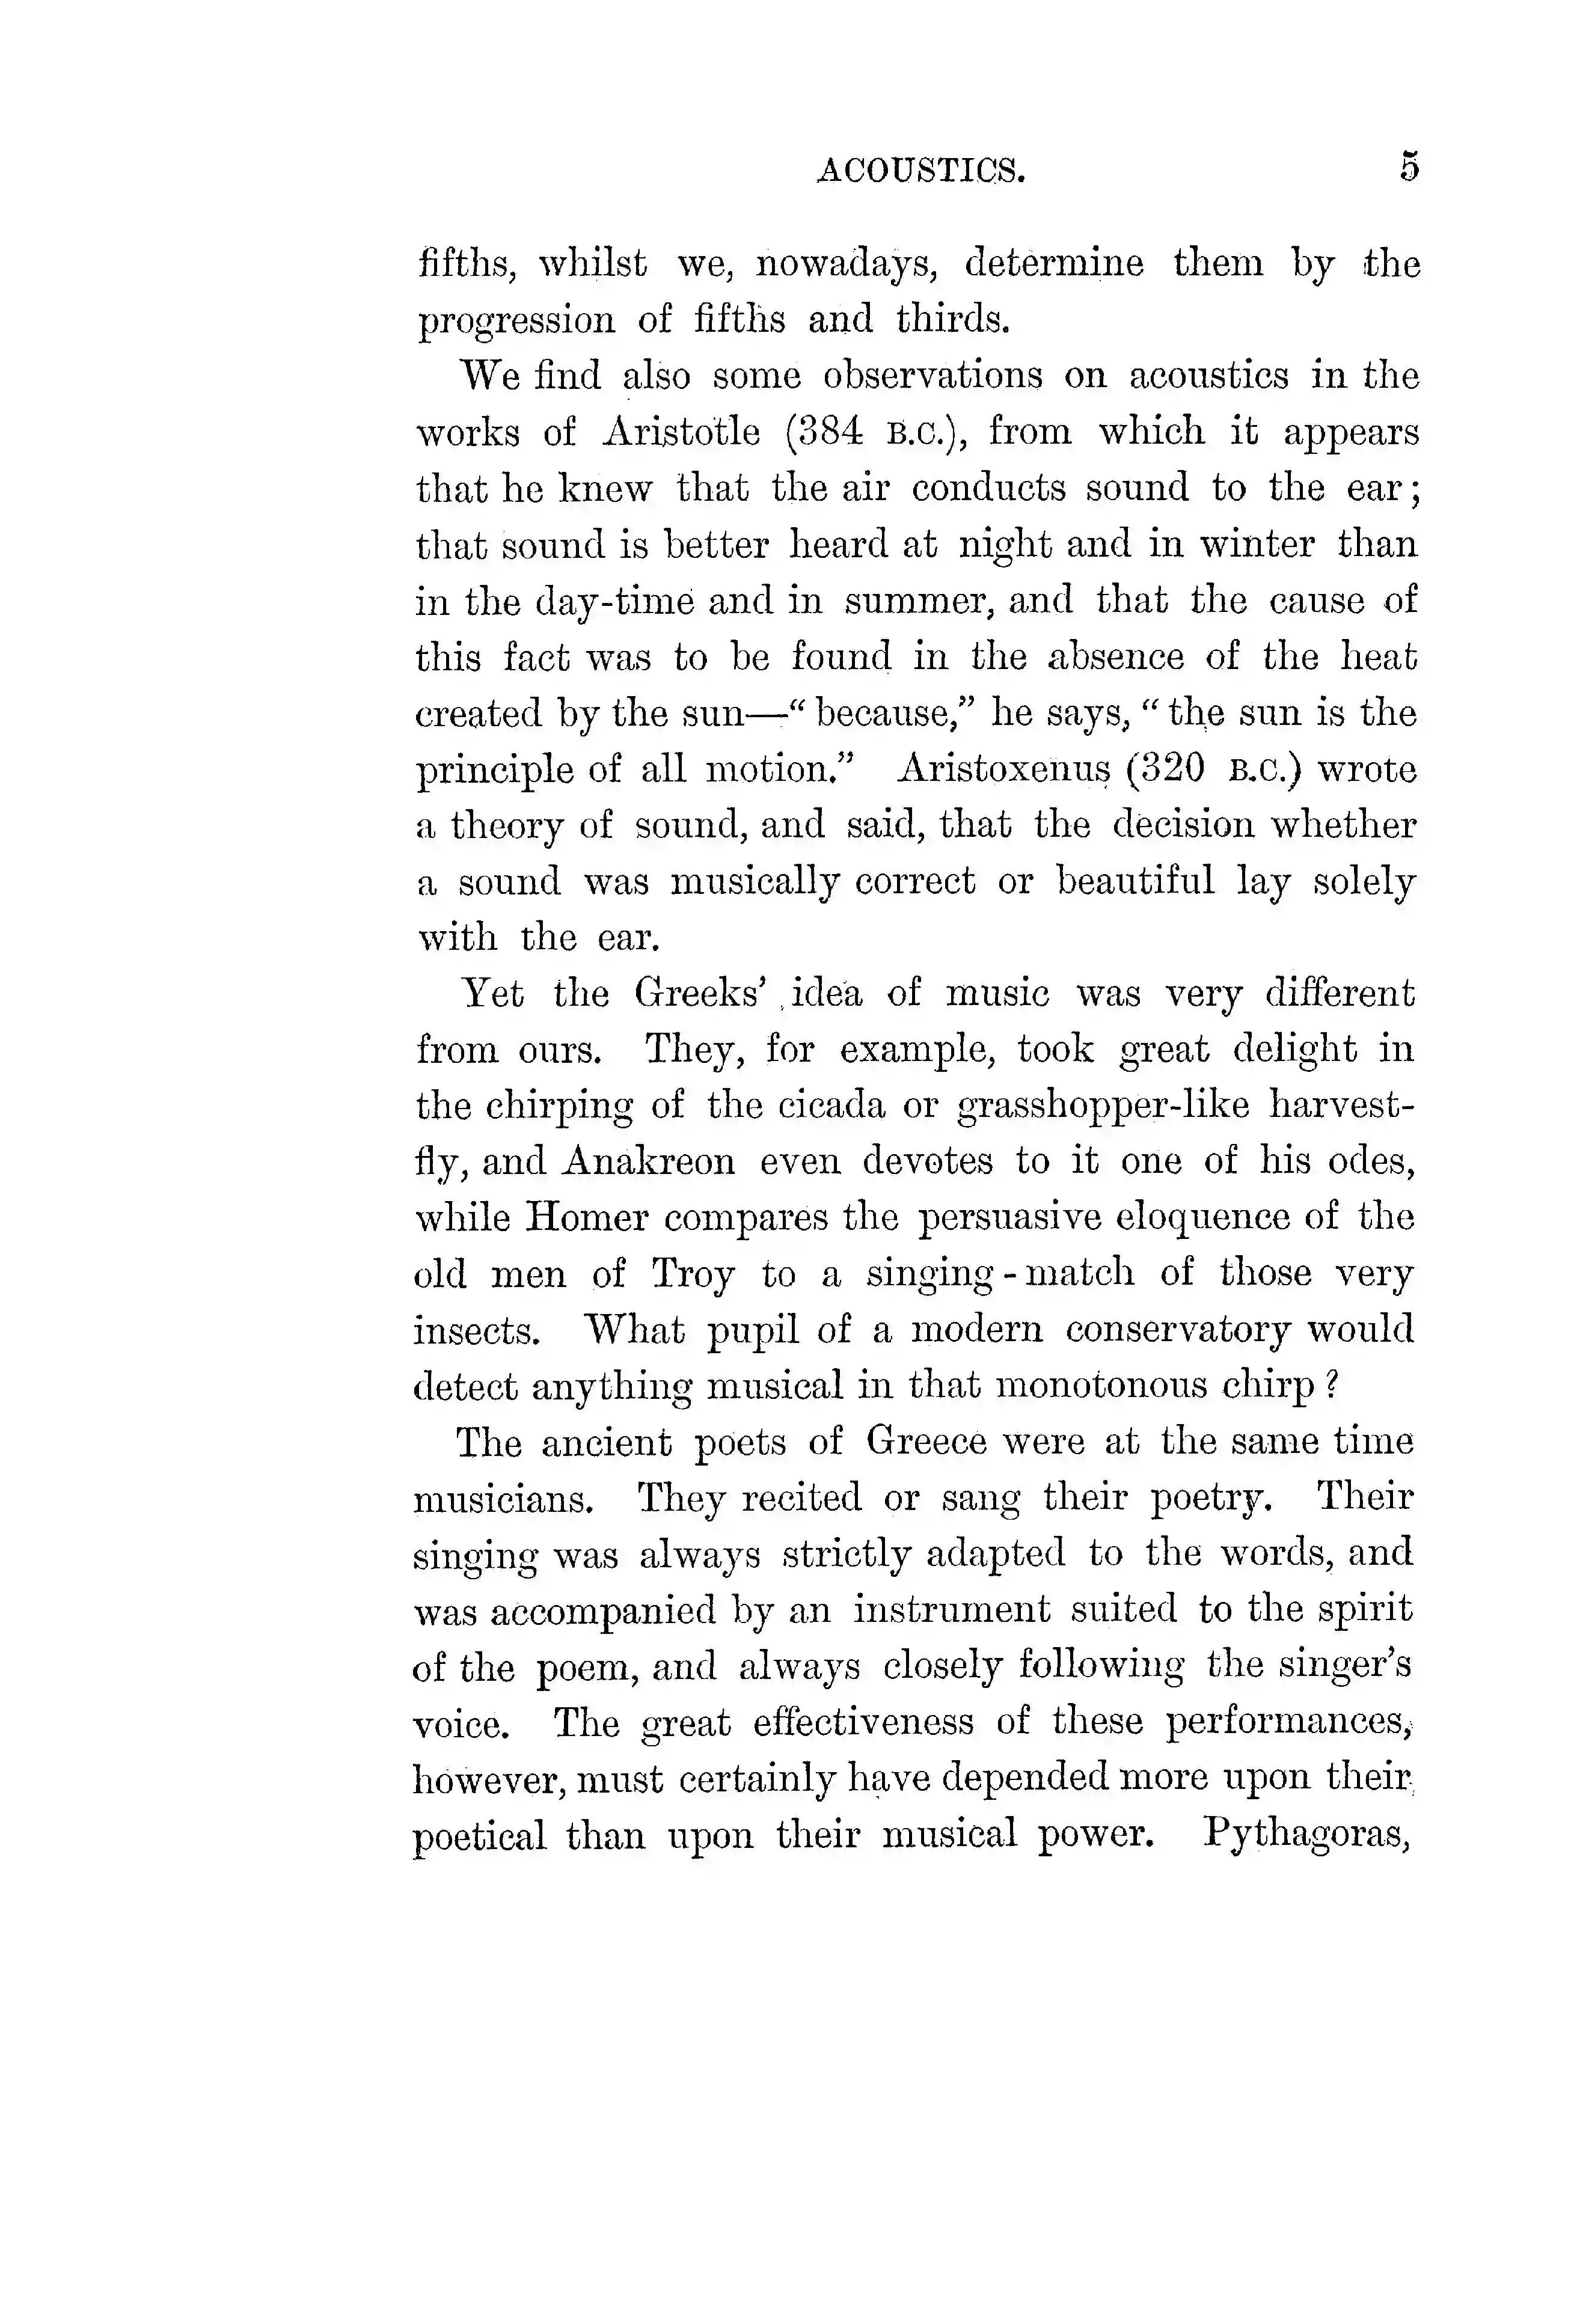 ACOUSTICS. 5
fifths, whilst we, nowadays, determine them by the
progression of fifths and thirds.
We find also some observations on acoustics in the
works of Aristotle (384 B.C.), from which it appears
that he knew that the air conducts sound to the ear;
that sound is better heard at night and in winter than
in the day-time and in summer, and that the cause of
this fact was to be found in the absence of the heat
created by the sun—“because,” he says, “the sun is the
principle of all motion.” Aristoxenus (320 B.C.) wrote
a theory of sound, and said, that the decision whether
a sound was musically correct or beautiful lay solely
with the ear.
Yet the Greeks’ idea of music was very different
from ours. They, for example, took great delight in
the chirping of the cicada or grasshopper-like harvest-
fly, and Anakreon even devotes to it one of his odes,
while Homer compares the persuasive eloquence of the
old men of Troy to a singing-match of those very
insects. What pupil of a modern conservatory would
detect anything musical in that monotonous chirp?
The ancient poets of Greece were at the same time
musicians. They recited or sang their poetry. Their
singing was always strictly adapted to the words, and
was accompanied by an instrument suited to the spirit
of the poem, and always closely following the singer’s
voice. The great effectiveness of these performances,
however, must certainly have depended more upon their
poetical than upon their musical power. Pythagoras,